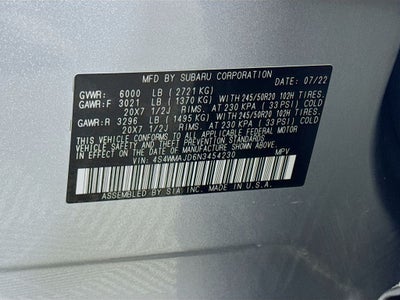 MFD BY SUBARU CORPORATION DATE: 07/22
GVWR: 6000 LB (2721 KG)
GAWR:F 3021 LB (1370 KG) WITH 245/50R20 102H TIRES.
20X7 1/2J RIMS.AT 230 KPA (33 PSI) COLD
GAWR:R 3296 LB (1495 KG) WITH 245/50R20 102H TIRES.
20X7 1/2J RIMS.AT 230 KPA (33 PSI) COLD
THIS VEHICLE CONFORMS TO ALL APPLICABLE FEDERAL MOTOR
VEHICLE SAFETY AND THEFT PREVENTION STANDARDS IN EFFECT
ON THE DATE OF MANUFACTURE SHOWN ABOVE.
VIN: 4S4WMAJD6N3454230 MPV
ASSEMBLED BY SIA INC. MADE IN U.S.A.